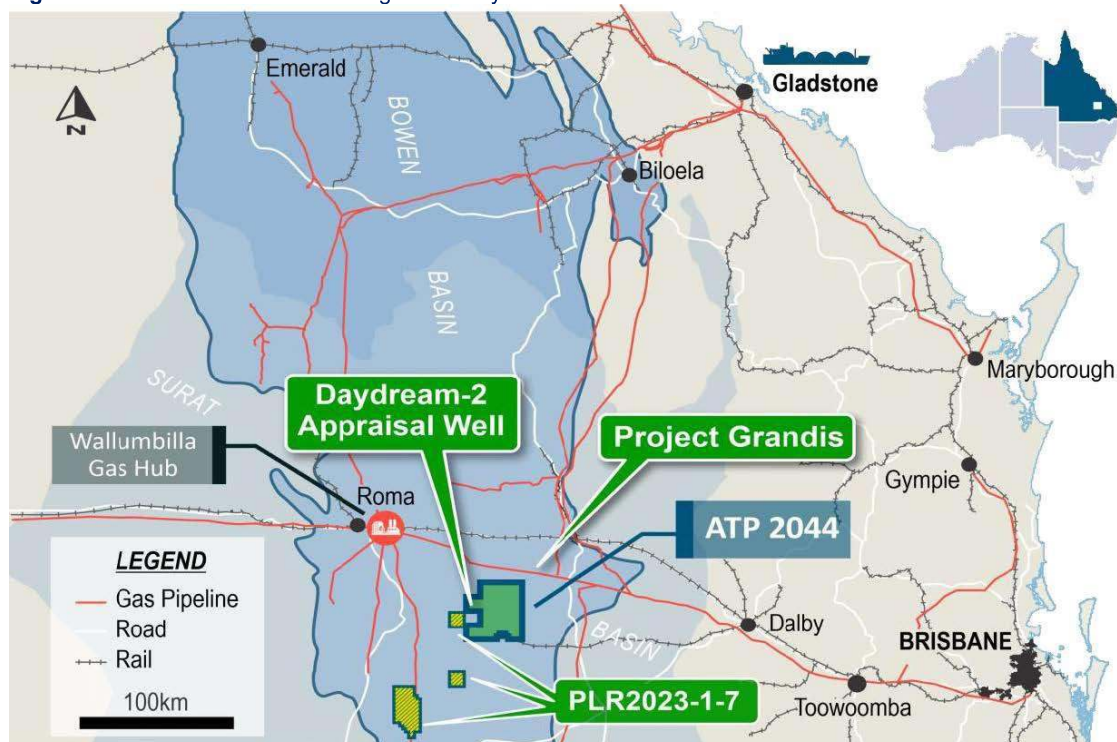 Emerald
Gladstone
N
BOWEN
Biloela
BASIN
SURAT
Daydream-2
Appraisal Well
Project Grandis
Maryborough
Wallumbilla
Gas Hub
Roma
Gympie
ATP 2044
LEGEND
Gas Pipeline
Road
Rail
100km
BASIN
Dalby
BRISBANE
PLR2023-1-7
Toowoomba